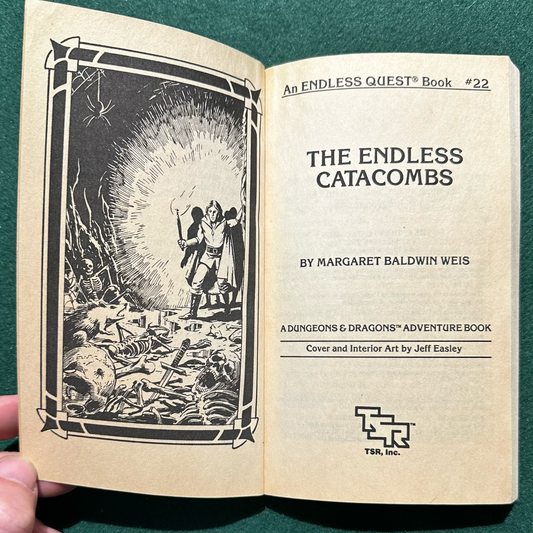 An ENDLESS QUEST® Book #22
THE ENDLESS
CATACOMBS
BY MARGARET BALDWIN WEIS
A DUNGEONS & DRAGONS™ ADVENTURE BOOK
Cover and Interior Art by Jeff Easley
TSR™
TSR, Inc.